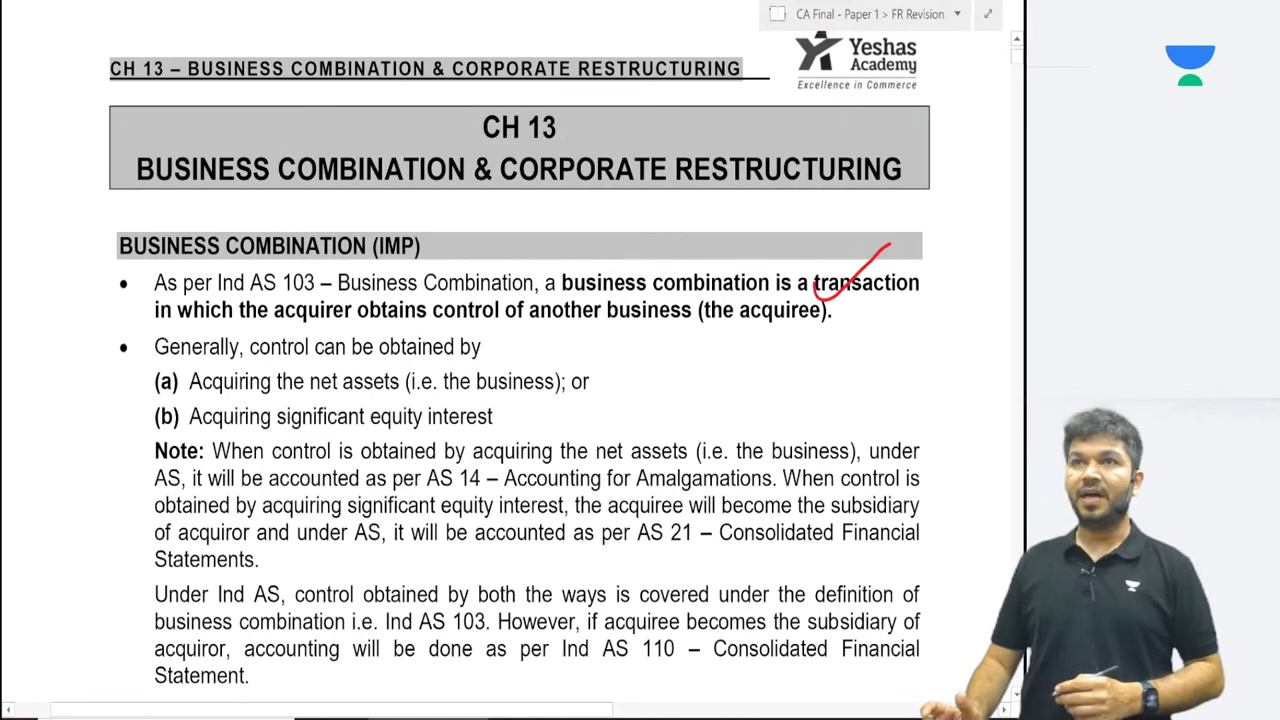 CA Final - Paper 1 > FR Revision
CH 13 – BUSINESS COMBINATION & CORPORATE RESTRUCTURING
Yeshas
Academy
Excellence in Commerce
CH 13
BUSINESS COMBINATION & CORPORATE RESTRUCTURING
BUSINESS COMBINATION (IMP)
• As per Ind AS 103 – Business Combination, a business combination is a transaction
in which the acquirer obtains control of another business (the acquiree).
• Generally, control can be obtained by
(a) Acquiring the net assets (i.e. the business); or
(b) Acquiring significant equity interest
Note: When control is obtained by acquiring the net assets (i.e. the business), under
AS, it will be accounted as per AS 14 – Accounting for Amalgamations. When control is
obtained by acquiring significant equity interest, the acquiree will become the subsidiary
of acquiror and under AS, it will be accounted as per AS 21 – Consolidated Financial
Statements.
Under Ind AS, control obtained by both the ways is covered under the definition of
business combination i.e. Ind AS 103. However, if acquiree becomes the subsidiary of
acquiror, accounting will be done as per Ind AS 110 – Consolidated Financial
Statement.